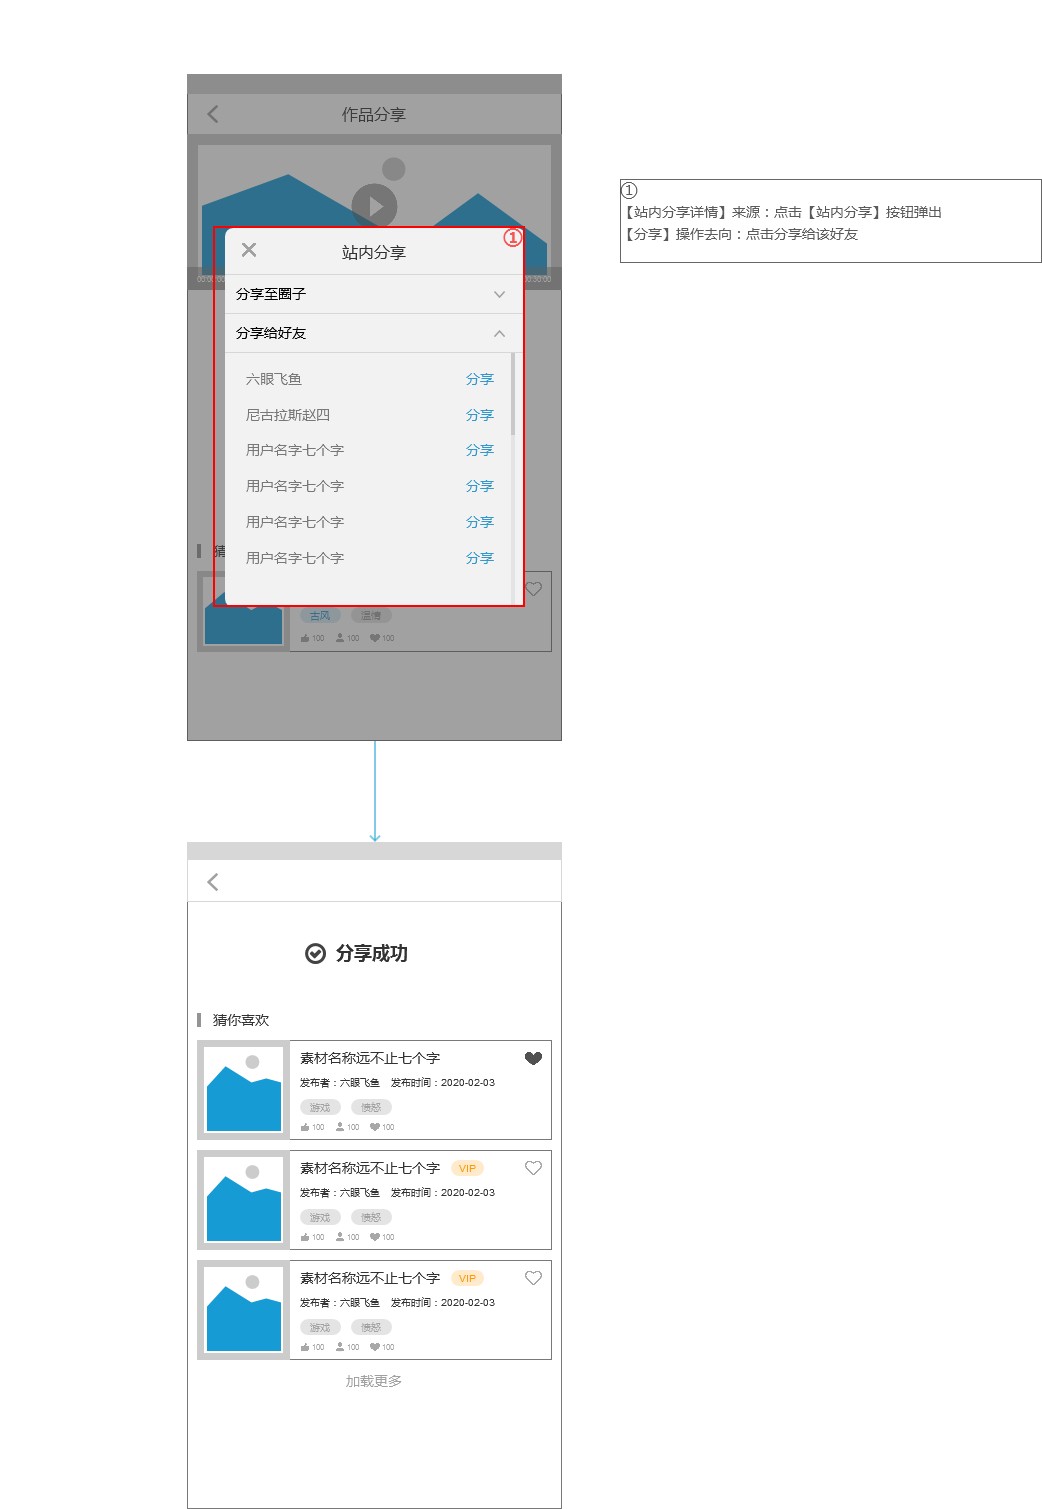 作品分享
①
【站内分享详情】来源：点击【站内分享】按钮弹出
【分享】操作去向：点击分享给该好友
①
站内分享
分享至圈子
分享给好友
六眼飞鱼 分享
尼古拉斯赵四 分享
用户名字七个字 分享
用户名字七个字 分享
用户名字七个字 分享
用户名字七个字 分享
猜
古风 温情
100 100 100
分享成功
猜你喜欢
素材名称远不止七个字
发布者：六眼飞鱼 发布时间：2020-02-03
游戏 愤怒
100 100 100
素材名称远不止七个字 VIP
发布者：六眼飞鱼 发布时间：2020-02-03
游戏 愤怒
100 100 100
素材名称远不止七个字 VIP
发布者：六眼飞鱼 发布时间：2020-02-03
游戏 愤怒
100 100 100
加载更多